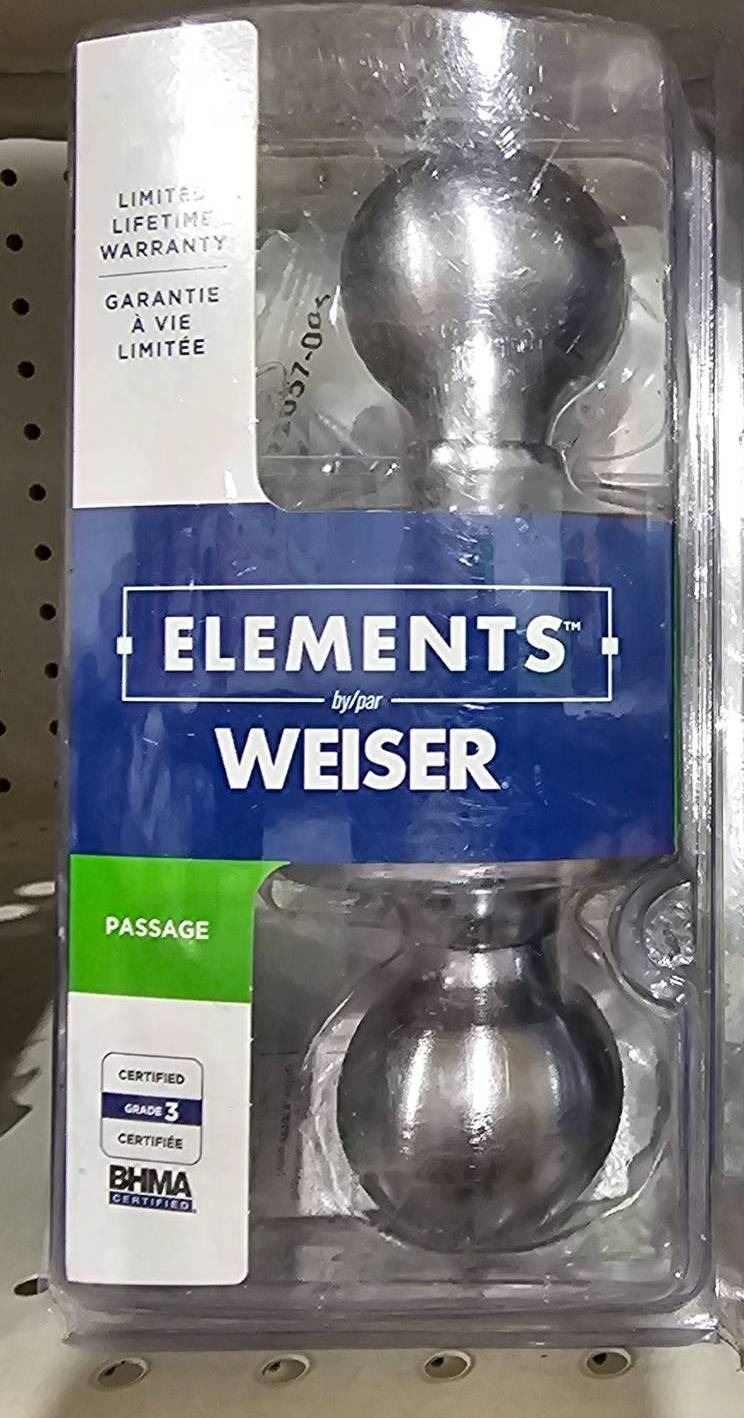 LIMITED
LIFETIME
WARRANTY
GARANTIE
À VIE
LIMITÉE
ELEMENTS™
by/par
WEISER
PASSAGE
CERTIFIED
GRADE 3
CERTIFIÉE
BHMA
CERTIFIED